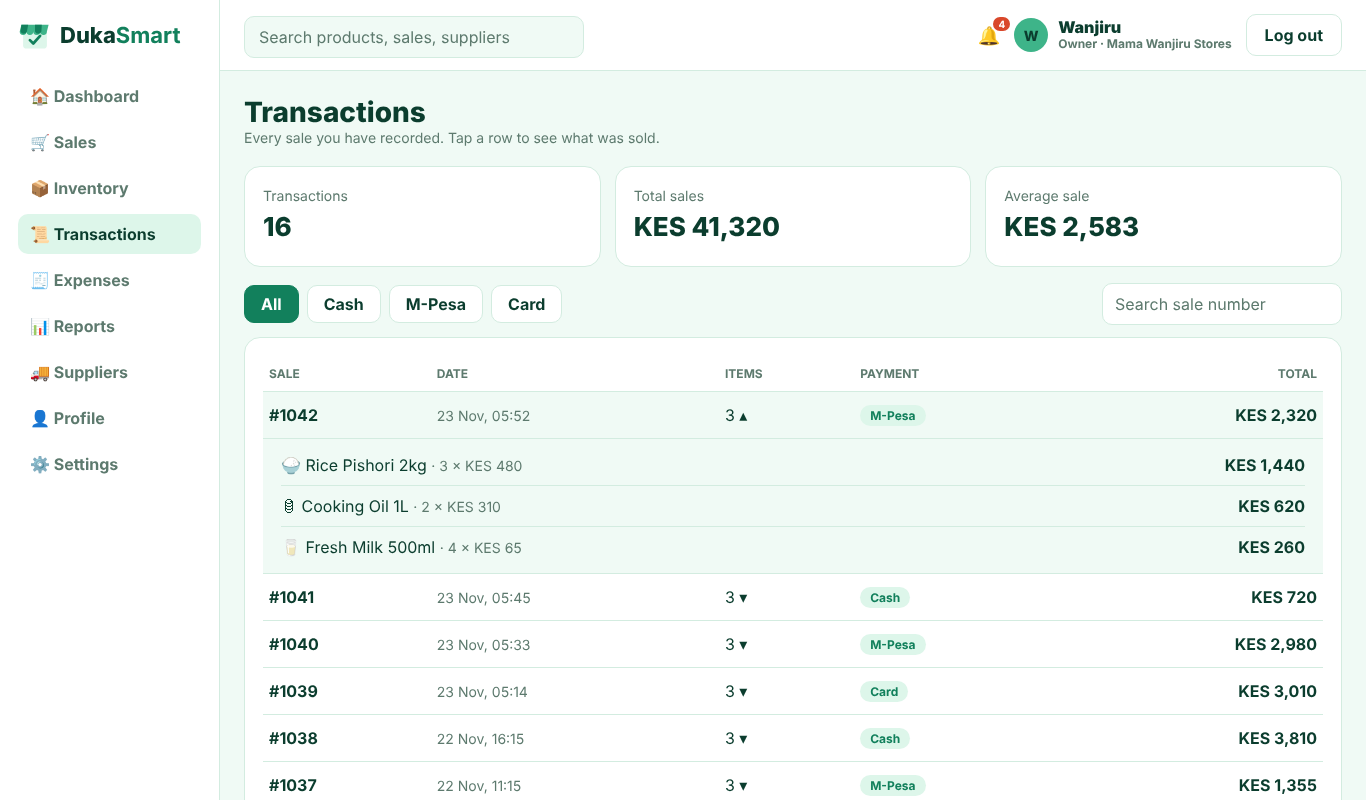 DukaSmart
Search products, sales, suppliers
4
W
Wanjiru
Owner · Mama Wanjiru Stores
Log out
Dashboard
Sales
Inventory
Transactions
Expenses
Reports
Suppliers
Profile
Settings
Transactions
Every sale you have recorded. Tap a row to see what was sold.
Transactions
16
Total sales
KES 41,320
Average sale
KES 2,583
All Cash M-Pesa Card
Search sale number
SALE DATE ITEMS PAYMENT TOTAL
#1042 23 Nov, 05:52 3 ▴ M-Pesa KES 2,320
Rice Pishori 2kg · 3 × KES 480 KES 1,440
Cooking Oil 1L · 2 × KES 310 KES 620
Fresh Milk 500ml · 4 × KES 65 KES 260
#1041 23 Nov, 05:45 3 ▾ Cash KES 720
#1040 23 Nov, 05:33 3 ▾ M-Pesa KES 2,980
#1039 23 Nov, 05:14 3 ▾ Card KES 3,010
#1038 22 Nov, 16:15 3 ▾ Cash KES 3,810
#1037 22 Nov, 11:15 3 ▾ M-Pesa KES 1,355